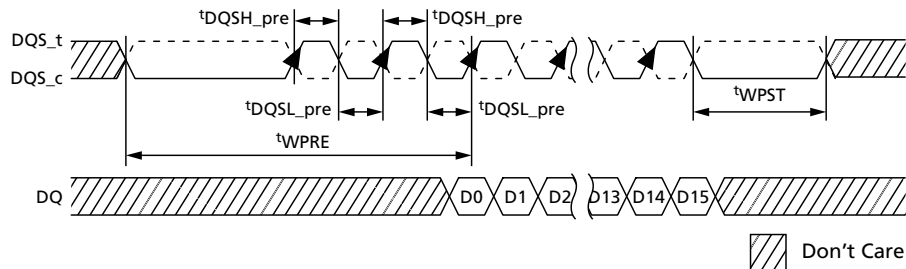 tDQSH_pre tDQSH_pre
DQS_t
DQS_c
tDQSL_pre tDQSL_pre tWPST
tWPRE
DQ D0 D1 D2 D13 D14 D15
Don't Care